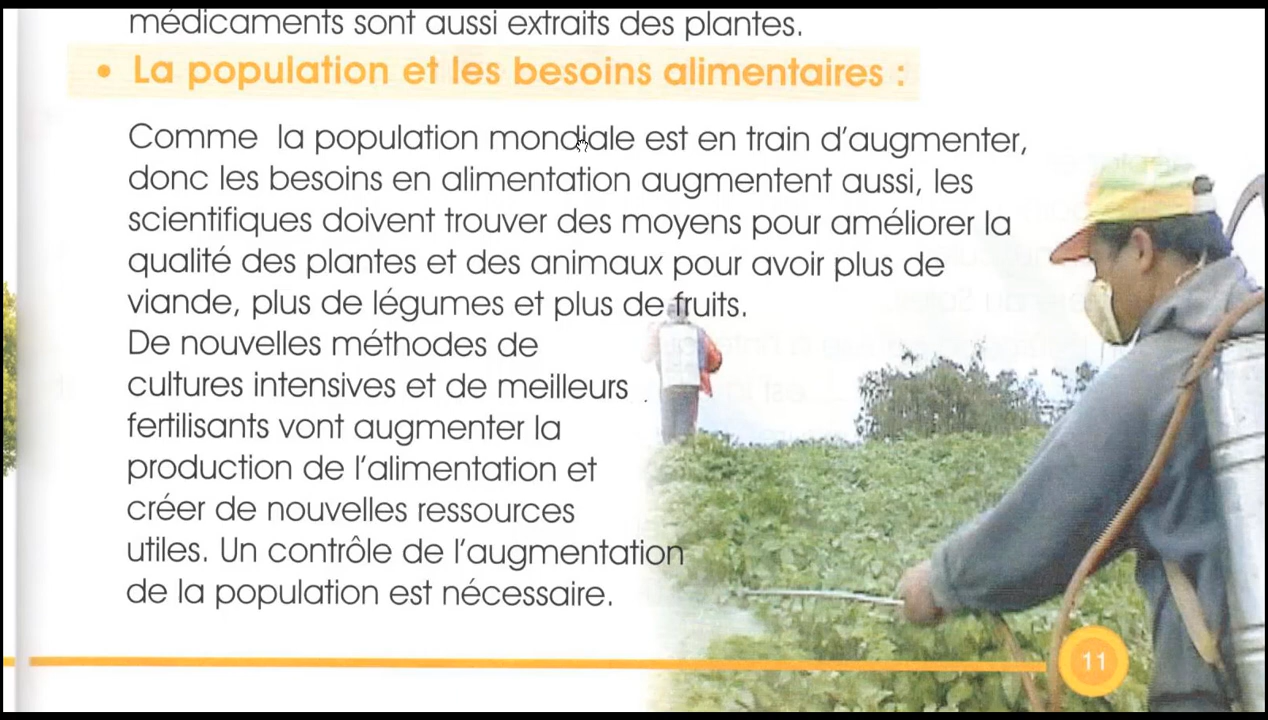 médicaments sont aussi extraits des plantes.
• La population et les besoins alimentaires :
Comme la population mondiale est en train d'augmenter,
donc les besoins en alimentation augmentent aussi, les
scientifiques doivent trouver des moyens pour améliorer la
qualité des plantes et des animaux pour avoir plus de
viande, plus de légumes et plus de fruits.
De nouvelles méthodes de
cultures intensives et de meilleurs .
fertilisants vont augmenter la
production de l'alimentation et
créer de nouvelles ressources
utiles. Un contrôle de l'augmentation
de la population est nécessaire.
11